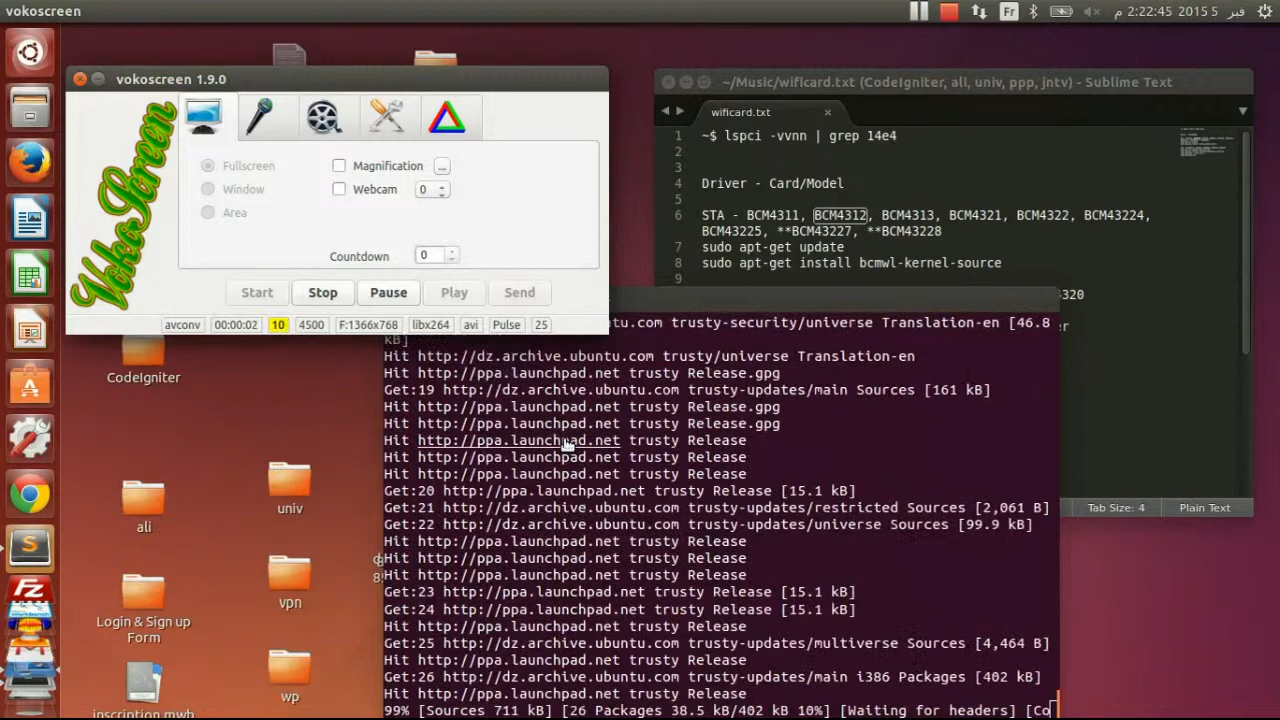 vokoscreen
Fr
م 2:22:45 2015 5 فبر
vokoscreen 1.9.0
VokoScreen
Fullscreen
Magnification
...
Window
Webcam
0
Area
Countdown
0
Start
Stop
Pause
Play
Send
avconv
00:00:02
10
4500
F:1366x768
libx264
avi
Pulse
25
~/Music/wificard.txt (CodeIgniter, ali, univ, ppp, jntv) - Sublime Text
wificard.txt
1 ~$ lspci -vvnn | grep 14e4
2
3
4 Driver - Card/Model
5
6 STA - BCM4311, BCM4312, BCM4313, BCM4321, BCM4322, BCM43224,
BCM43225, **BCM43227, **BCM43228
7 sudo apt-get update
8 sudo apt-get install bcmwl-kernel-source
9
Tab Size: 4
Plain Text
.com trusty-security/universe Translation-en [46.8
kB]
Hit http://dz.archive.ubuntu.com trusty/universe Translation-en
Hit http://ppa.launchpad.net trusty Release.gpg
Get:19 http://dz.archive.ubuntu.com trusty-updates/main Sources [161 kB]
Hit http://ppa.launchpad.net trusty Release.gpg
Hit http://ppa.launchpad.net trusty Release.gpg
Hit http://ppa.launchpad.net trusty Release
Hit http://ppa.launchpad.net trusty Release
Hit http://ppa.launchpad.net trusty Release
Get:20 http://ppa.launchpad.net trusty Release [15.1 kB]
Get:21 http://dz.archive.ubuntu.com trusty-updates/restricted Sources [2,061 B]
Get:22 http://dz.archive.ubuntu.com trusty-updates/universe Sources [99.9 kB]
Hit http://ppa.launchpad.net trusty Release
Hit http://ppa.launchpad.net trusty Release
Hit http://ppa.launchpad.net trusty Release
Get:23 http://ppa.launchpad.net trusty Release [15.1 kB]
Get:24 http://ppa.launchpad.net trusty Release [15.1 kB]
Hit http://ppa.launchpad.net trusty Release
Get:25 http://dz.archive.ubuntu.com trusty-updates/multiverse Sources [4,464 B]
Hit http://ppa.launchpad.net trusty Release
Get:26 http://dz.archive.ubuntu.com trusty-updates/main i386 Packages [402 kB]
Hit http://ppa.launchpad.net trusty Release
99% [Sources 711 kB] [26 Packages 38.5 kB/402 kB 10%] [Waiting for headers] [Co
CodeIgniter
ali
univ
Login & Sign up
Form
vpn
inscription mwh
wp